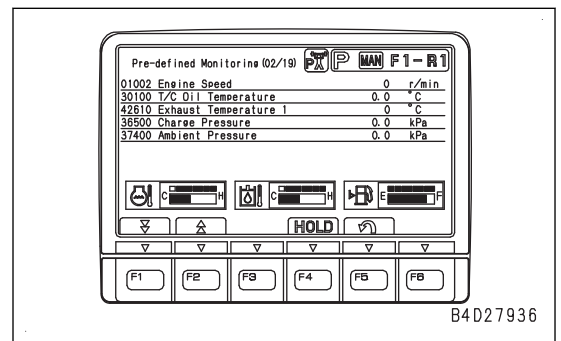 Pre-defined Monitoring (02/19) P P MAN F1-R1
01002 Engine Speed 0 r/min
30100 T/C Oil Temperature 0.0 °C
42610 Exhaust Temperature 1 0 °C
36500 Charge Pressure 0.0 kPa
37400 Ambient Pressure 0.0 kPa
C H C H E F
HOLD
F1 F2 F3 F4 F5 F6
B4D27936